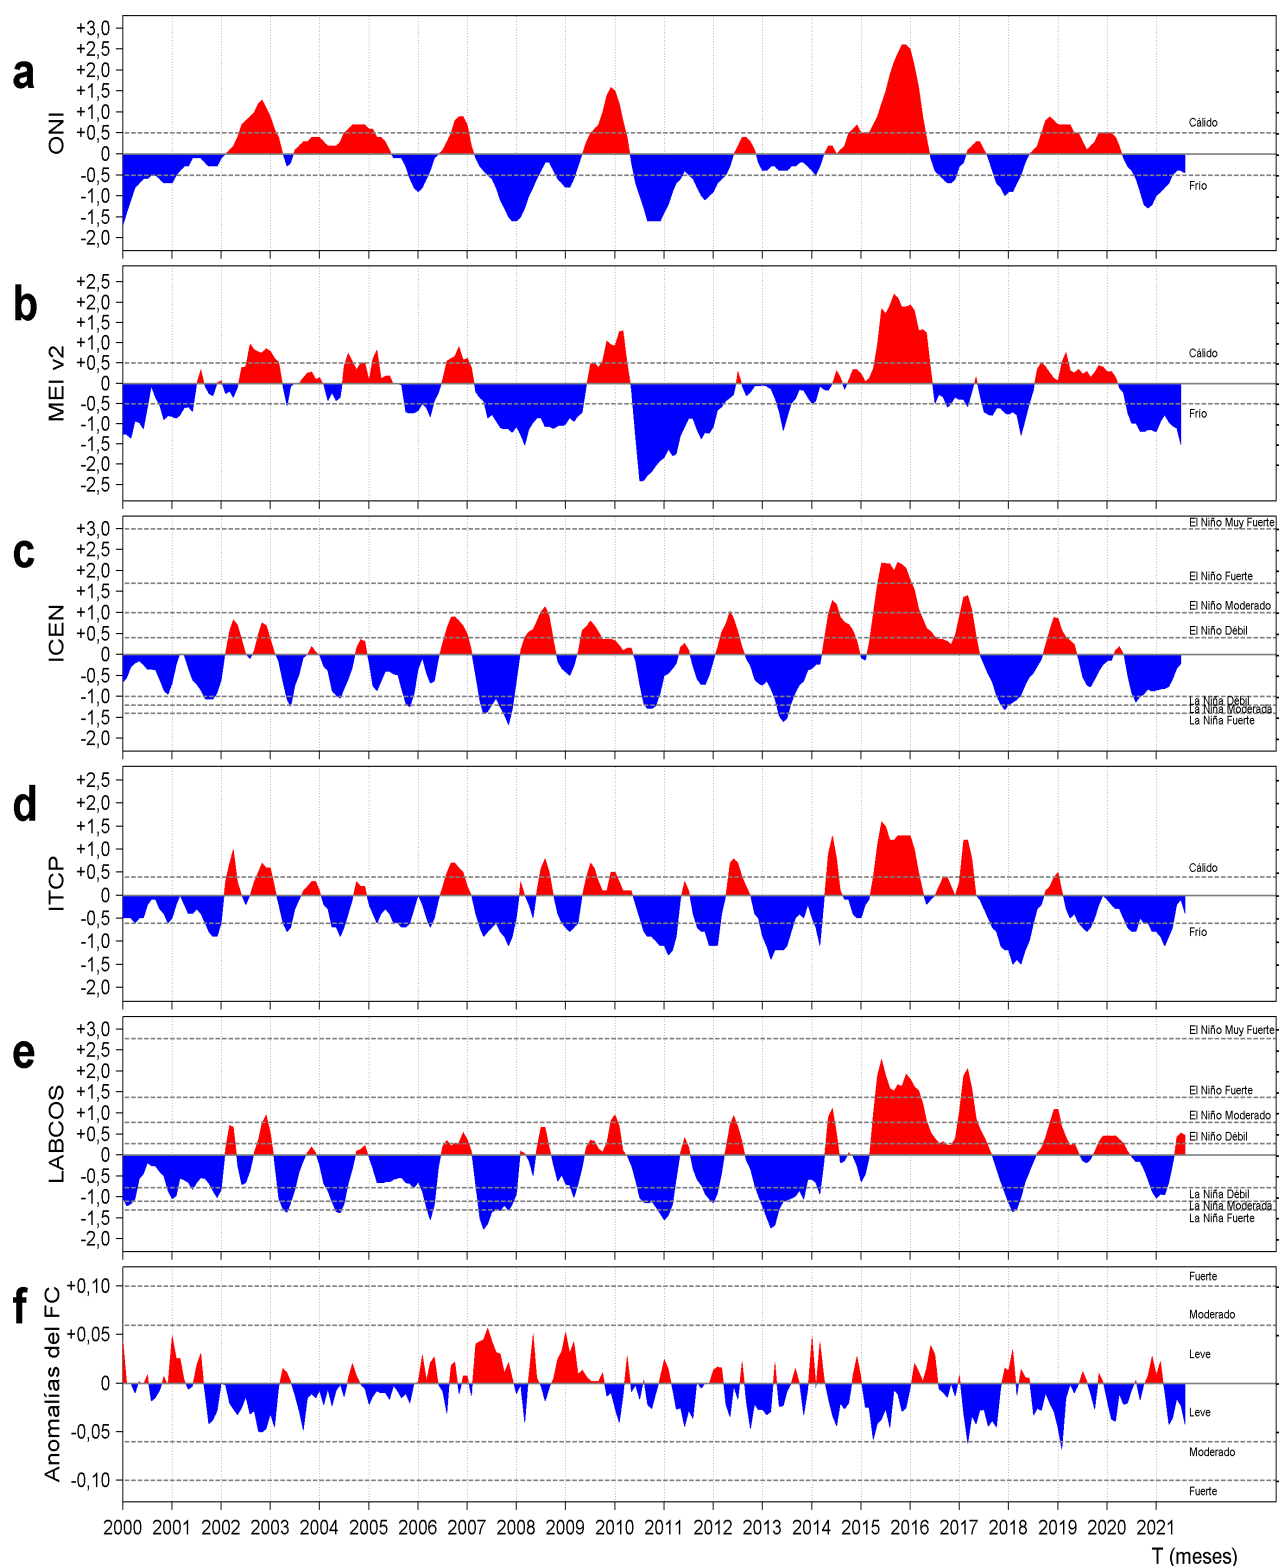 a
ONI
+3,0
+2,5
+2,0
+1,5
+1,0
+0,5
0
-0,5
-1,0
-1,5
-2,0
Cálido
Frío
b
MEI v2
+2,5
+2,0
+1,5
+1,0
+0,5
0
-0,5
-1,0
-1,5
-2,0
-2,5
Cálido
Frío
c
ICEN
+3,0
+2,5
+2,0
+1,5
+1,0
+0,5
0
-0,5
-1,0
-1,5
-2,0
El Niño Muy Fuerte
El Niño Fuerte
El Niño Moderado
El Niño Débil
La Niña Débil
La Niña Moderada
La Niña Fuerte
d
ITCP
+2,5
+2,0
+1,5
+1,0
+0,5
0
-0,5
-1,0
-1,5
-2,0
Cálido
Frío
e
LABCOS
+3,0
+2,5
+2,0
+1,5
+1,0
+0,5
0
-0,5
-1,0
-1,5
-2,0
El Niño Muy Fuerte
El Niño Fuerte
El Niño Moderado
El Niño Débil
La Niña Débil
La Niña Moderada
La Niña Fuerte
f
Anomalías del FC
+0,10
+0,05
0
-0,05
-0,10
Fuerte
Moderado
Leve
Leve
Moderado
Fuerte
2000 2001 2002 2003 2004 2005 2006 2007 2008 2009 2010 2011 2012 2013 2014 2015 2016 2017 2018 2019 2020 2021
T (meses)